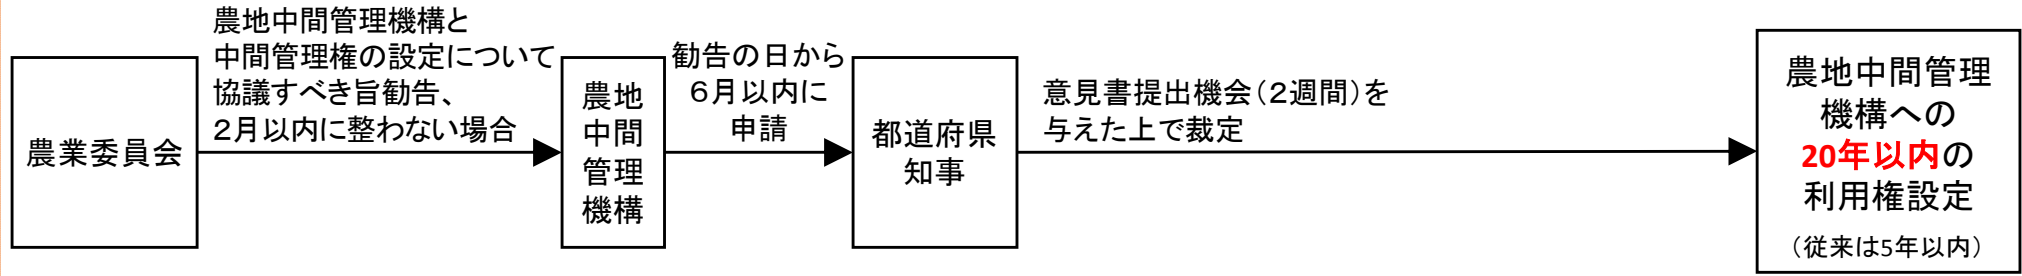 農業委員会
農地中間管理機構と
中間管理権の設定について
協議すべき旨勧告、
２月以内に整わない場合
農地
中間
管理
機構
勧告の日から
６月以内に
申請
都道府県
知事
意見書提出機会（２週間）を
与えた上で裁定
農地中間管理
機構への
20年以内の
利用権設定
（従来は5年以内）